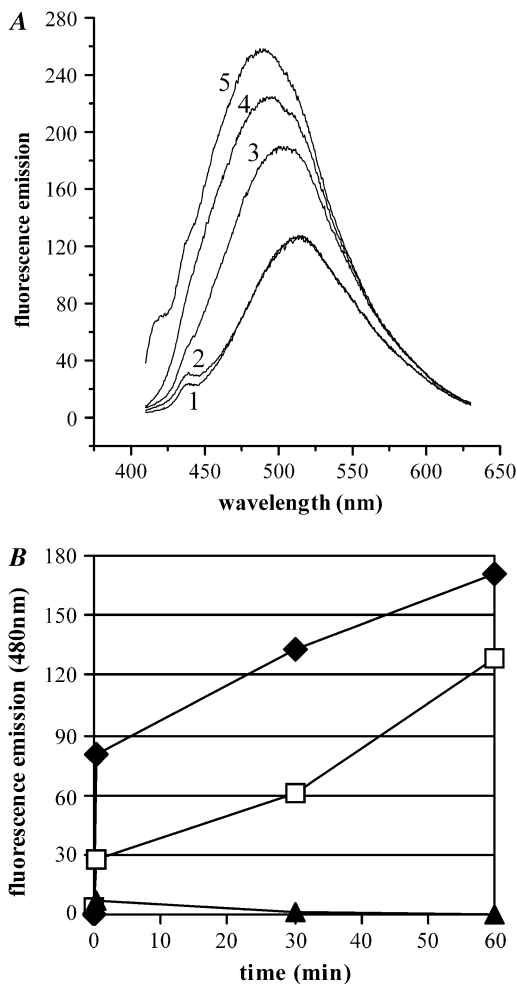 A
280
240
200
160
120
80
40
0
fluorescence emission
5
4
3
2
1
400 450 500 550 600 650
wavelength (nm)
B
180
150
120
90
60
30
0
fluorescence emission (480nm)
0 10 20 30 40 50 60
time (min)